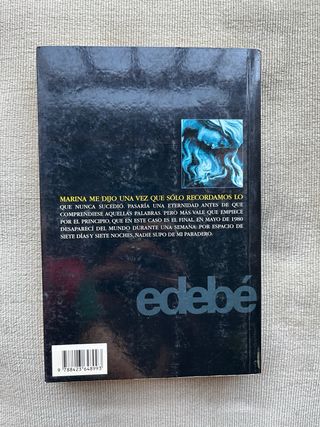 MARINA ME DIJO UNA VEZ QUE SÓLO RECORDAMOS LO
QUE NUNCA SUCEDIÓ. PASARÍA UNA ETERNIDAD ANTES DE QUE
COMPRENDIESE AQUELLAS PALABRAS. PERO MÁS VALE QUE EMPIECE
POR EL PRINCIPIO, QUE EN ESTE CASO ES EL FINAL. EN MAYO DE 1980
DESAPARECÍ DEL MUNDO DURANTE UNA SEMANA. POR ESPACIO DE
SIETE DÍAS Y SIETE NOCHES, NADIE SUPO DE MI PARADERO.
edebé
9 788423 648993